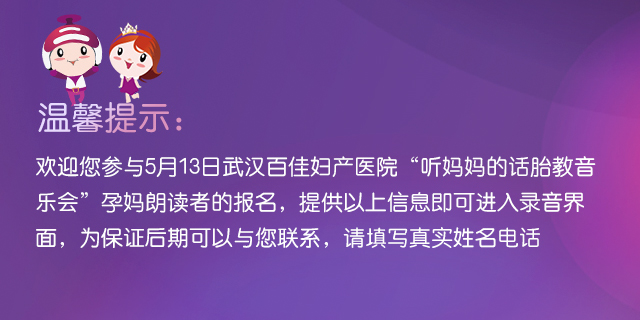 温馨提示：
欢迎您参与5月13日武汉百佳妇产医院“听妈妈的话胎教音
乐会”孕妈朗读者的报名，提供以上信息即可进入录音界
面，为保证后期可以与您联系，请填写真实姓名电话